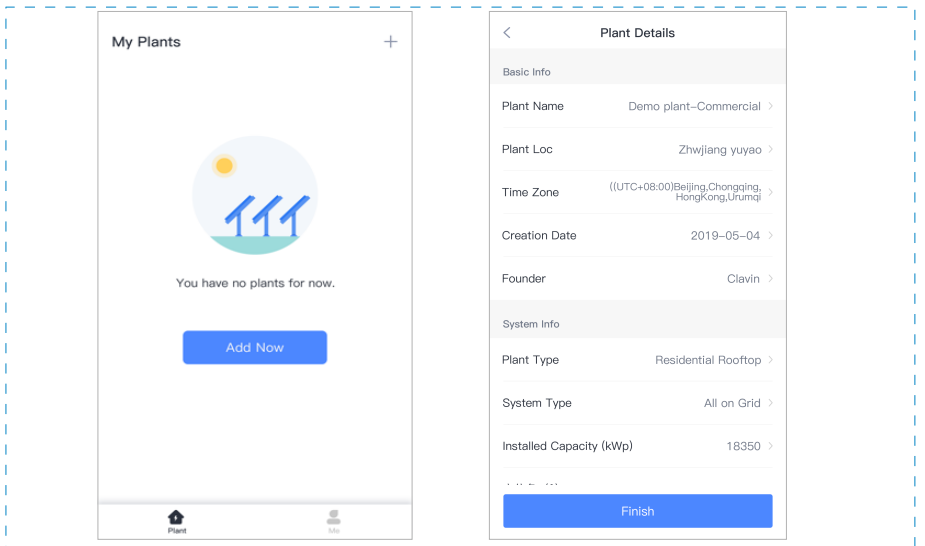 My Plants
You have no plants for now.
Add Now
Plant
Me
Plant Details
Basic Info
Plant Name Demo plant-Commercial
Plant Loc Zhwjiang yuyao
Time Zone ((UTC+08:00)Beijing,Chongqing,
HongKong,Urumqi
Creation Date 2019-05-04
Founder Clavin
System Info
Plant Type Residential Rooftop
System Type All on Grid
Installed Capacity (kWp) 18350
Finish